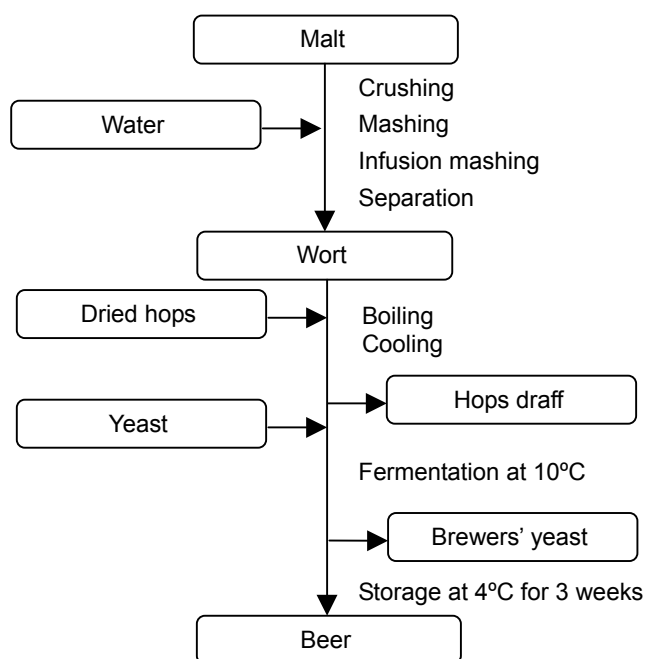 Malt
Crushing
Water
Mashing
Infusion mashing
Separation
Wort
Dried hops
Boiling
Cooling
Hops draff
Yeast
Fermentation at 10ºC
Brewers’ yeast
Storage at 4ºC for 3 weeks
Beer